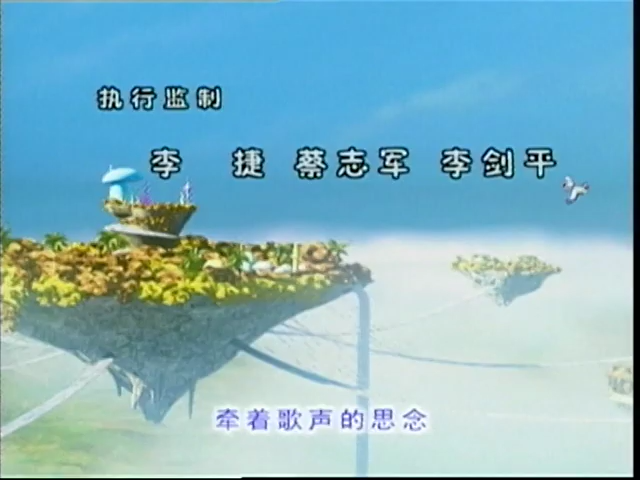 执行监制
李捷 蔡志军 李剑平
牵着歌声的思念